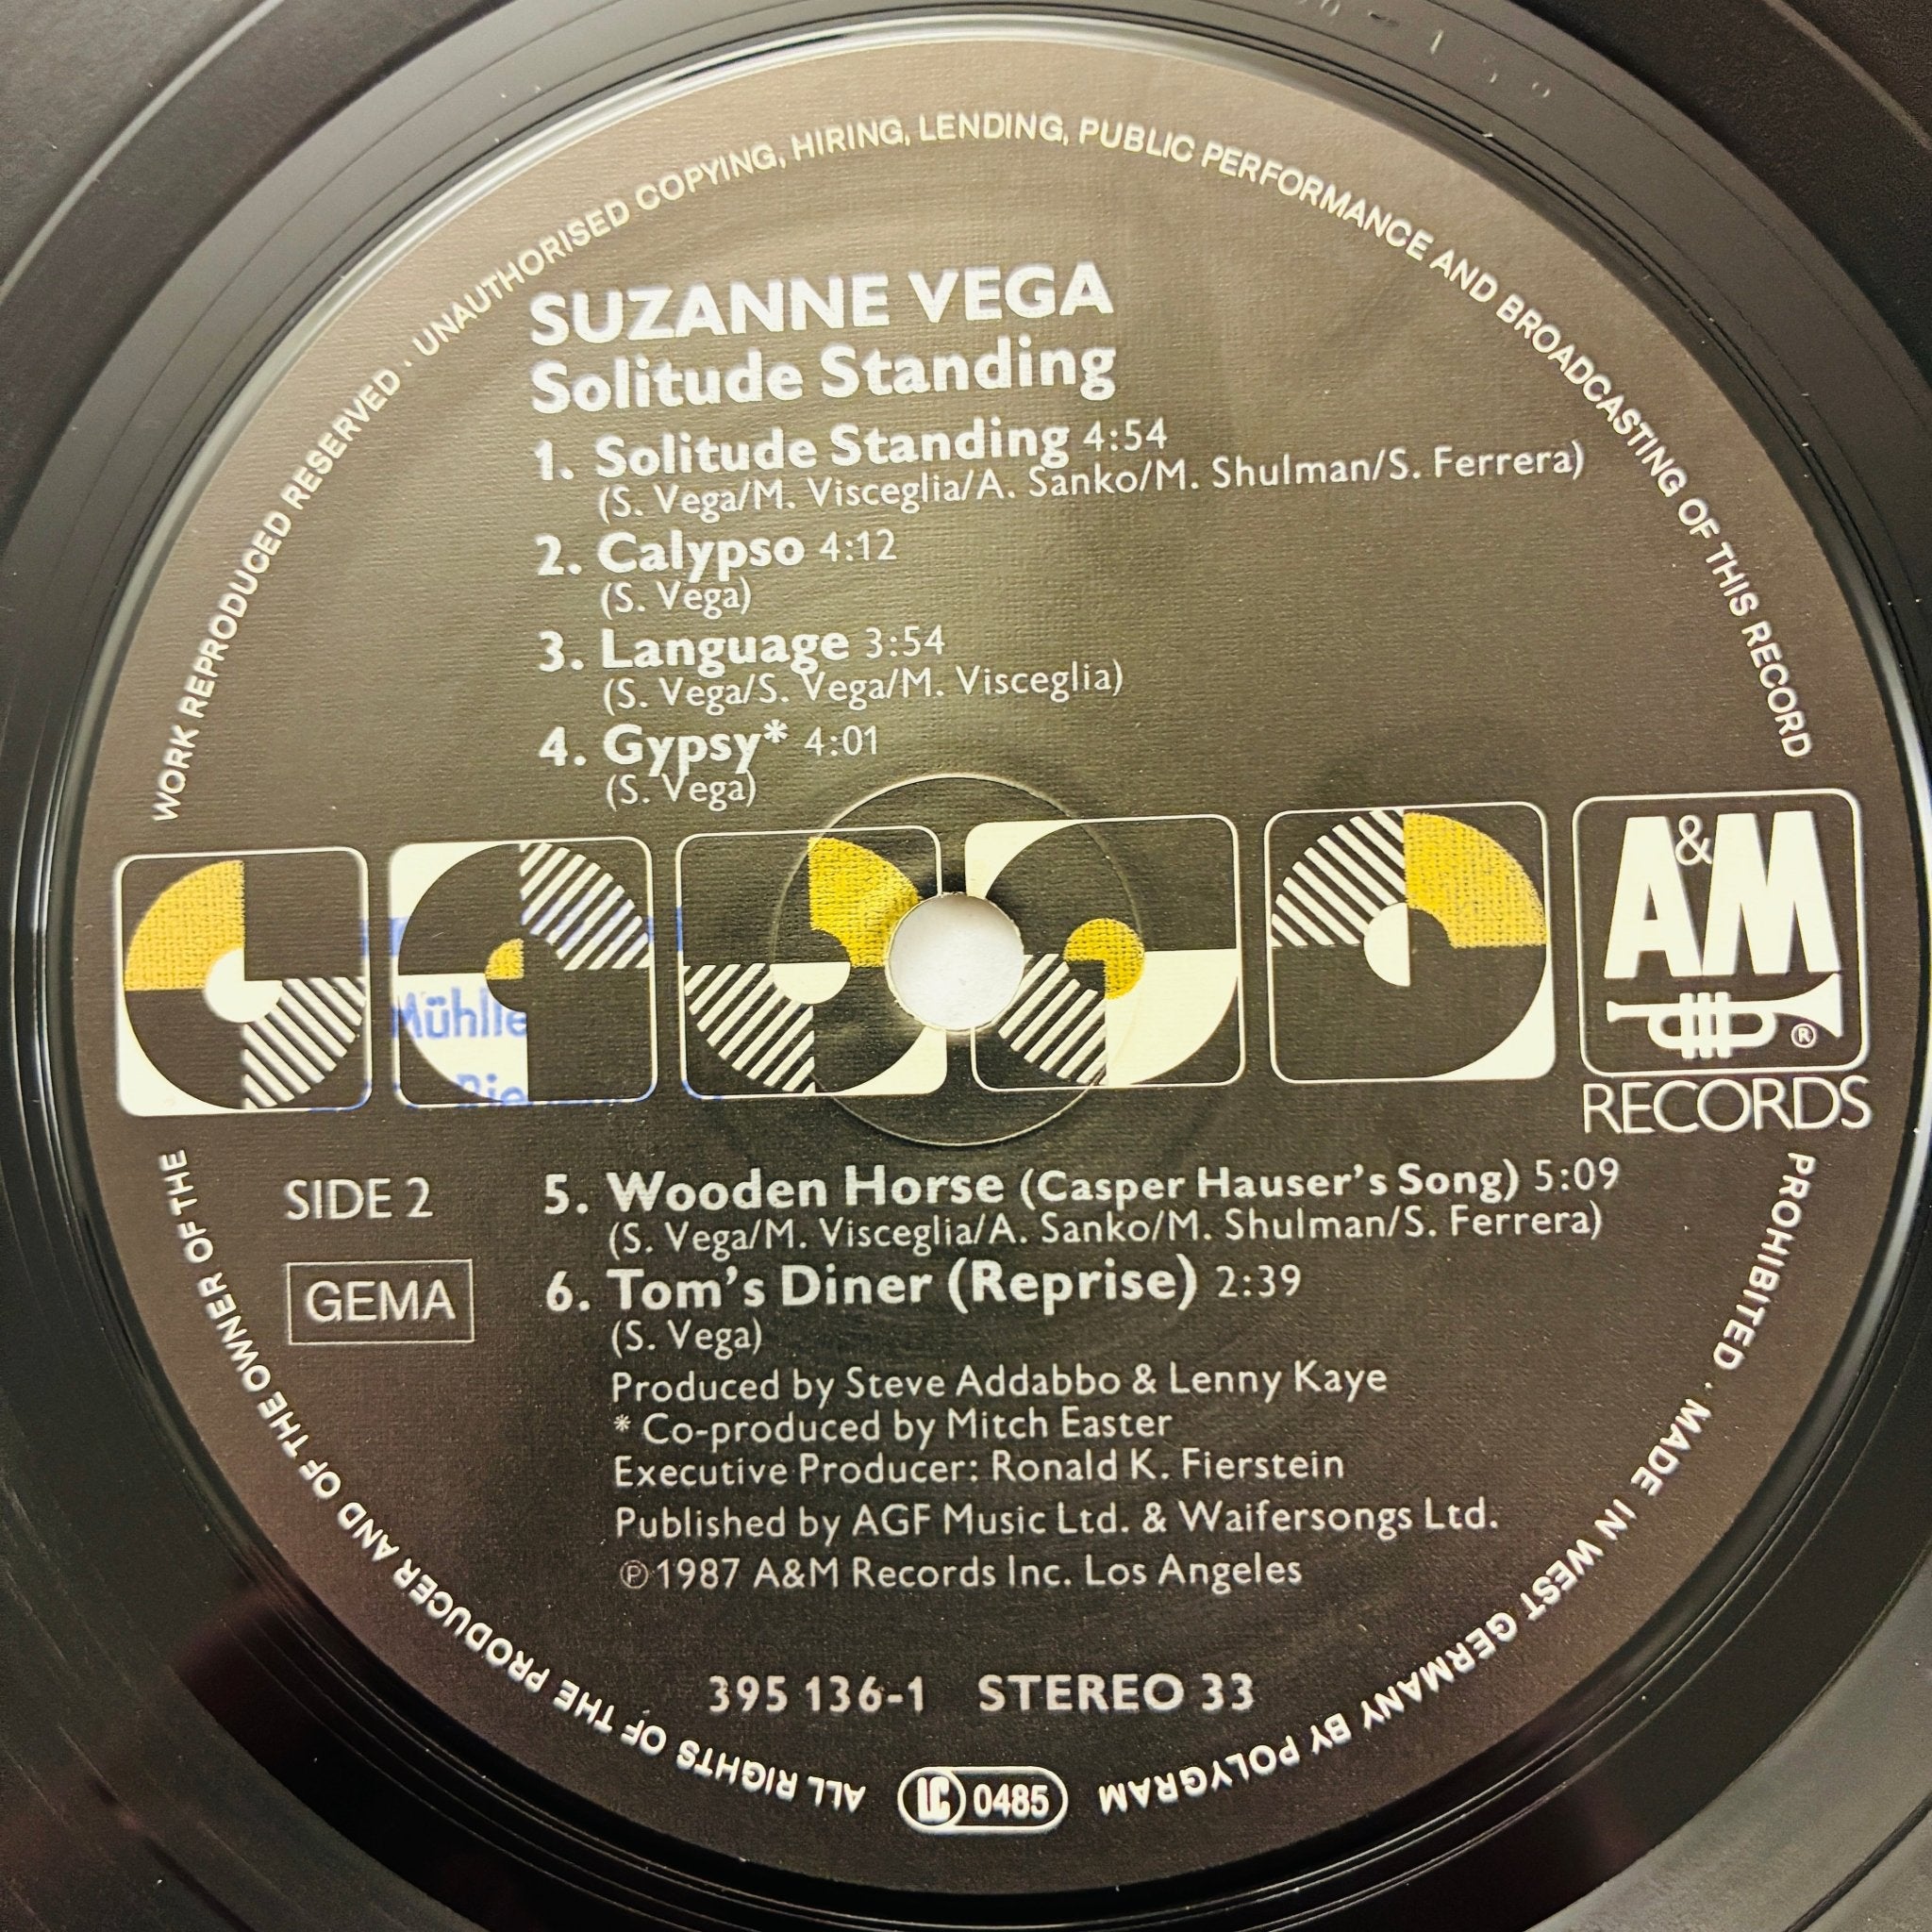 WORK REPRODUCED RESERVED · UNAUTHORISED COPYING, HIRING, LENDING, PUBLIC PERFORMANCE AND BROADCASTING OF THIS RECORD
SUZANNE VEGA
Solitude Standing
1. Solitude Standing 4:54
(S. Vega/M. Visceglia/A. Sanko/M. Shulman/S. Ferrera)
2. Calypso 4:12
(S. Vega)
3. Language 3:54
(S. Vega/S. Vega/M. Visceglia)
4. Gypsy* 4:01
(S. Vega)
A&M
®
RECORDS
SIDE 2
GEMA
5. Wooden Horse (Casper Hauser's Song) 5:09
(S. Vega/M. Visceglia/A. Sanko/M. Shulman/S. Ferrera)
6. Tom's Diner (Reprise) 2:39
(S. Vega)
Produced by Steve Addabbo & Lenny Kaye
* Co-produced by Mitch Easter
Executive Producer: Ronald K. Fierstein
Published by AGF Music Ltd. & Waifersongs Ltd.
℗1987 A&M Records Inc. Los Angeles
395 136-1 STEREO 33
LC 0485
PROHIBITED · MADE IN WEST GERMANY BY POLYGRAM
ALL RIGHTS OF THE PRODUCER AND OF THE OWNER OF THE